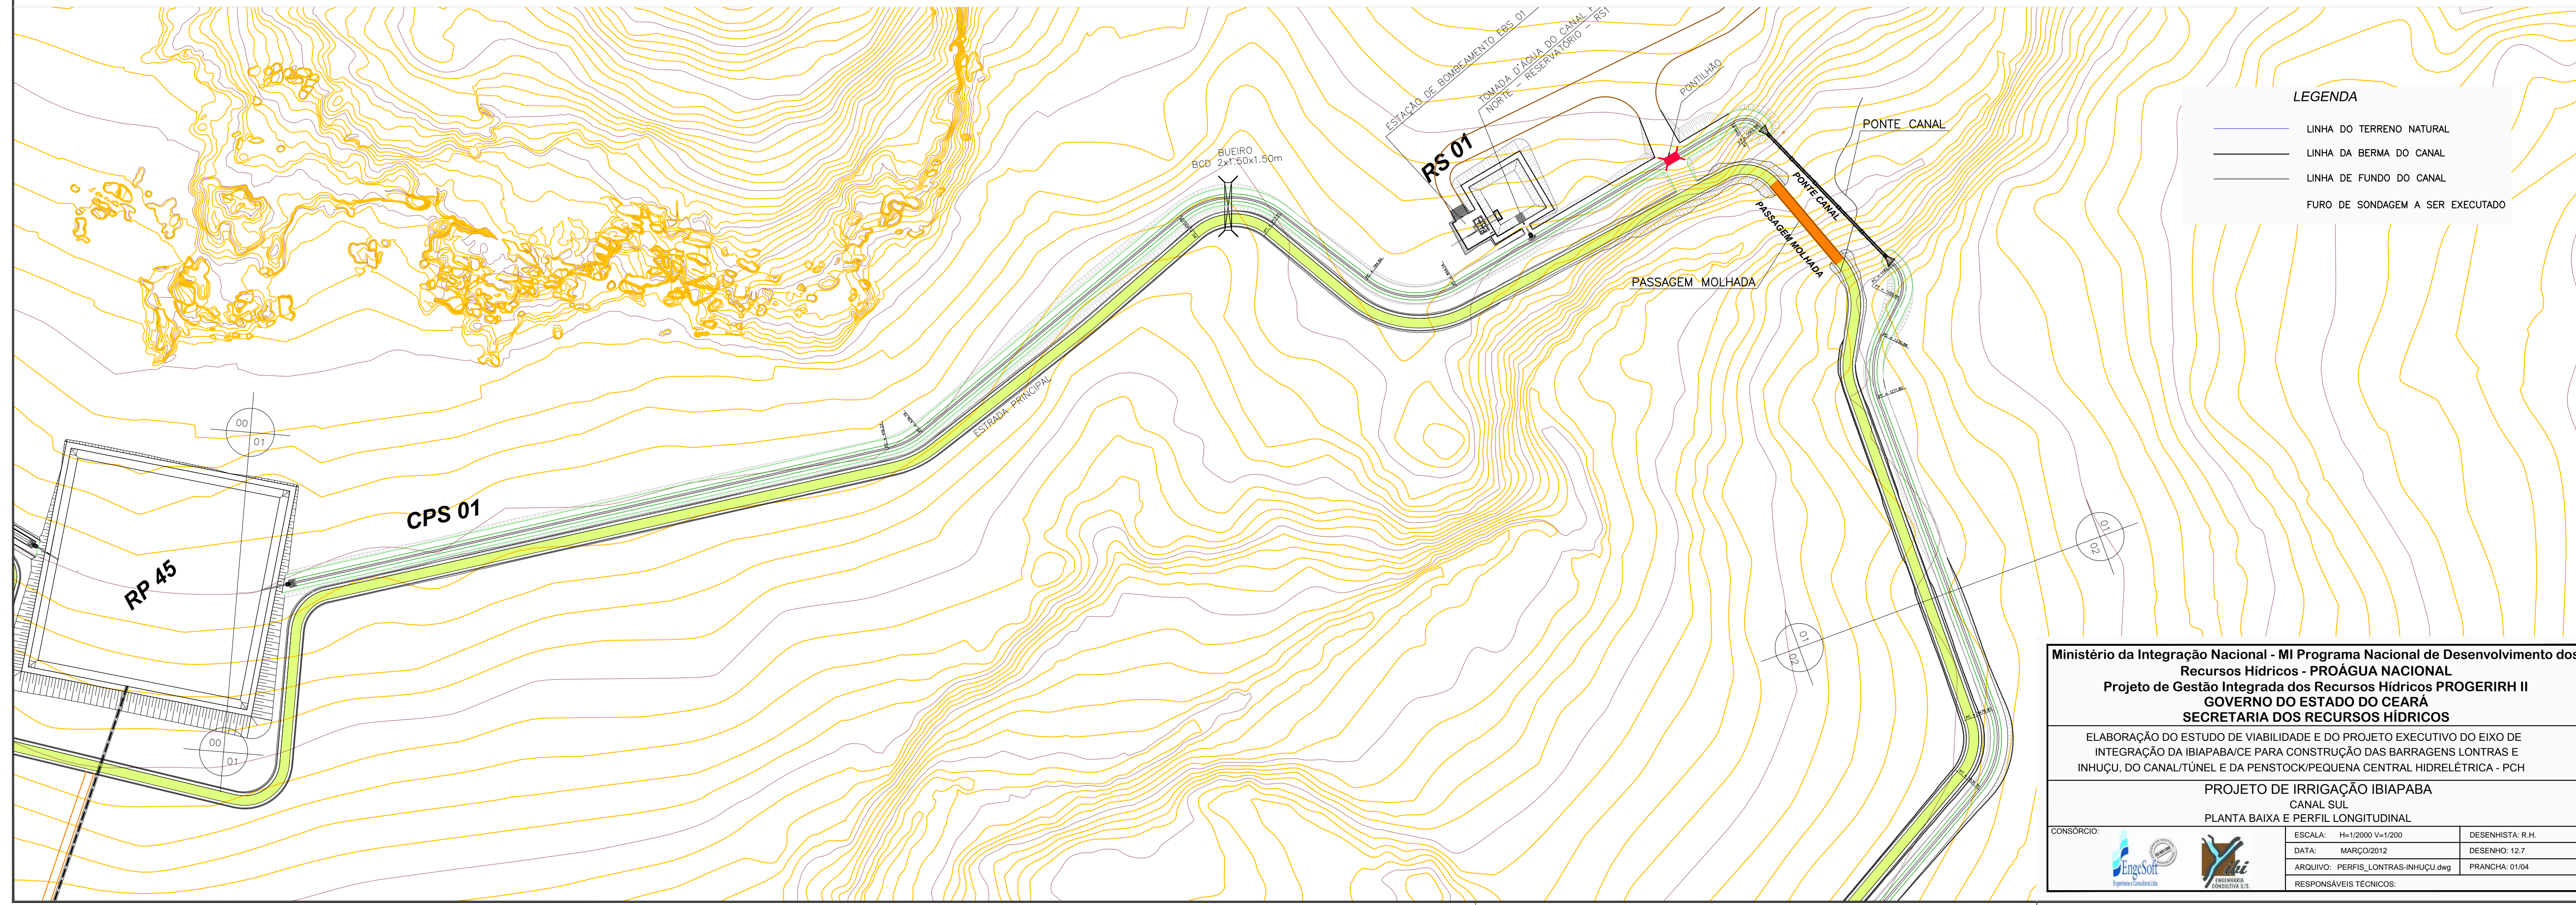 ESTAÇÃO DE BOMBEAMENTO EBS 01
TOMADA D'ÁGUA DO CANAL P
NORTE - RESERVATÓRIO - RS1
PONTILHÃO
RS 01
BUEIRO
BCD 2x1.50x1.50m
PONTE CANAL
PONTE CANAL
PASSAGEM MOLHADA
PASSAGEM MOLHADA
ESTRADA PRINCIPAL
CPS 01
RP 45
00
01
00
01
01
02
01
02
LEGENDA
LINHA DO TERRENO NATURAL
LINHA DA BERMA DO CANAL
LINHA DE FUNDO DO CANAL
FURO DE SONDAGEM A SER EXECUTADO
Ministério da Integração Nacional - MI Programa Nacional de Desenvolvimento dos
Recursos Hídricos - PROÁGUA NACIONAL
Projeto de Gestão Integrada dos Recursos Hídricos PROGERIRH II
GOVERNO DO ESTADO DO CEARÁ
SECRETARIA DOS RECURSOS HÍDRICOS
ELABORAÇÃO DO ESTUDO DE VIABILIDADE E DO PROJETO EXECUTIVO DO EIXO DE
INTEGRAÇÃO DA IBIAPABA/CE PARA CONSTRUÇÃO DAS BARRAGENS LONTRAS E
INHUÇU, DO CANAL/TÚNEL E DA PENSTOCK/PEQUENA CENTRAL HIDRELÉTRICA - PCH
PROJETO DE IRRIGAÇÃO IBIAPABA
CANAL SUL
PLANTA BAIXA E PERFIL LONGITUDINAL
CONSÓRCIO:
EngeSoft
Engenharia e Consultoria Ltda.
Yibi
ENGENHARIA
CONSULTIVA S/S.
ESCALA: H=1/2000 V=1/200
DESENHISTA: R.H.
DATA: MARÇO/2012
DESENHO: 12.7
ARQUIVO: PERFIS_LONTRAS-INHUÇU.dwg
PRANCHA: 01/04
RESPONSÁVEIS TÉCNICOS: